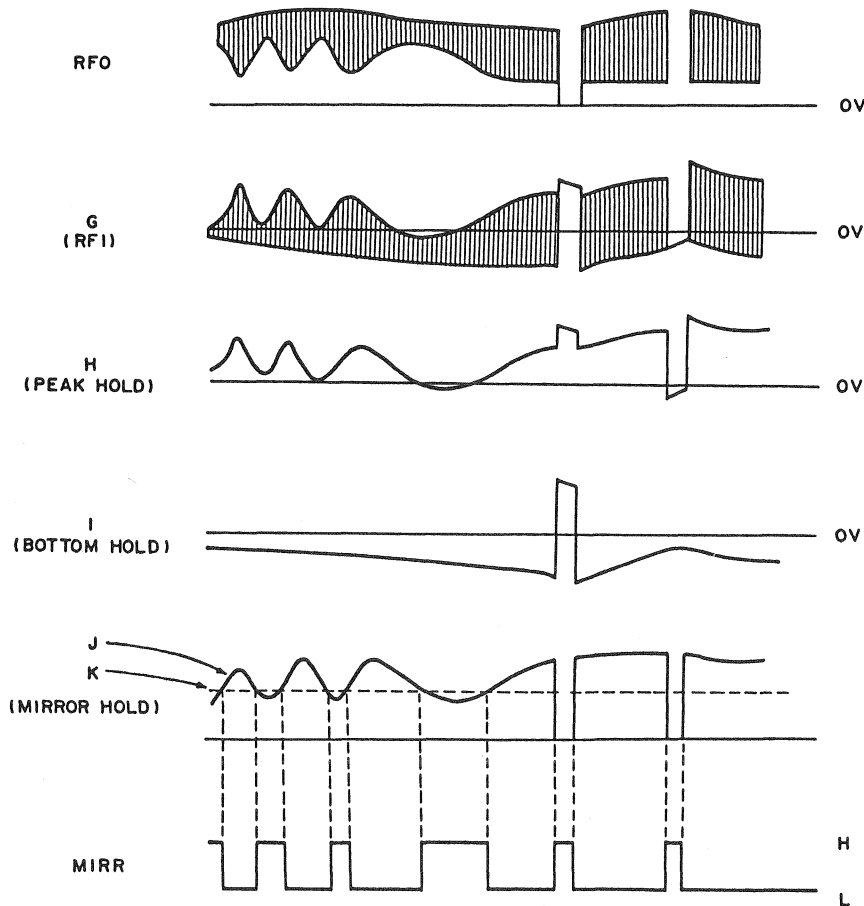 RFO
OV
G
(RFI)
OV
H
(PEAK HOLD)
OV
I
(BOTTOM HOLD)
OV
J
K
(MIRROR HOLD)
MIRR
H
L